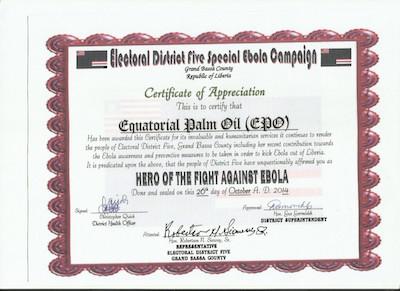 Electoral District Five Special Ebola Campaign
Grand Bassa County
Republic of Liberia
Certificate of Appreciation
This is to certify that
Equatorial Palm Oil (EPO)
Has been awarded this Certificate for its invaluable and humanitarian services it continues to render
the people of Electoral District Five, Grand Bassa County including her recent contribution towards
the Ebola awareness and preventive measures to be taken in order to kick Ebola out of Liberia.
It is predicated upon the above, that the people of District Five have unquestionably affirmed you as
HERO OF THE FIGHT AGAINST EBOLA
Done and sealed on this 20th day of October A. D. 2014
Signed:
Christopher Quack
District Health Officer
Approved:
DISTRICT SUPERINTENDENT
Attested:
REPRESENTATIVE
ELECTORAL DISTRICT FIVE
GRAND BASSA COUNTY